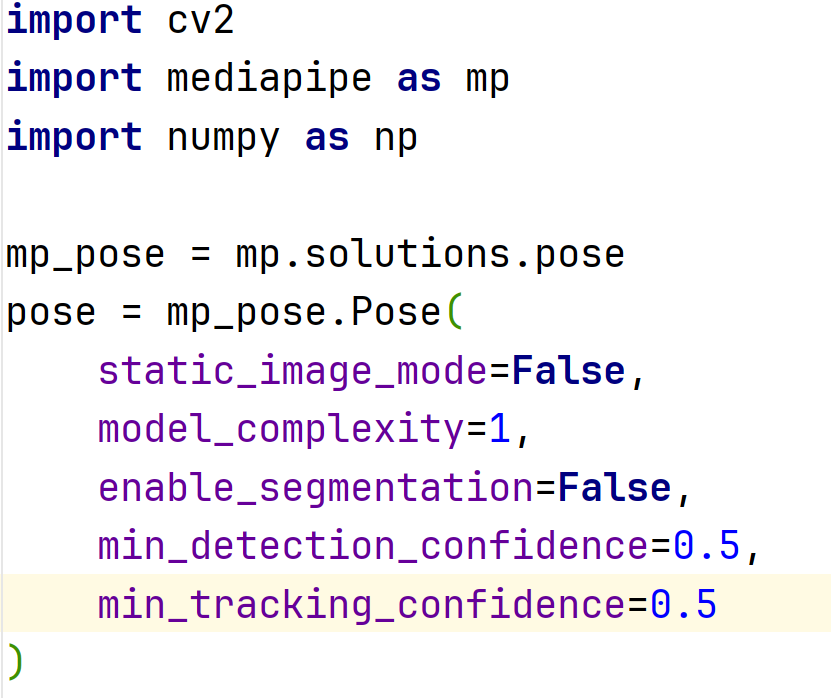 import cv2
import mediapipe as mp
import numpy as np

mp_pose = mp.solutions.pose
pose = mp_pose.Pose(
    static_image_mode=False,
    model_complexity=1,
    enable_segmentation=False,
    min_detection_confidence=0.5,
    min_tracking_confidence=0.5
)